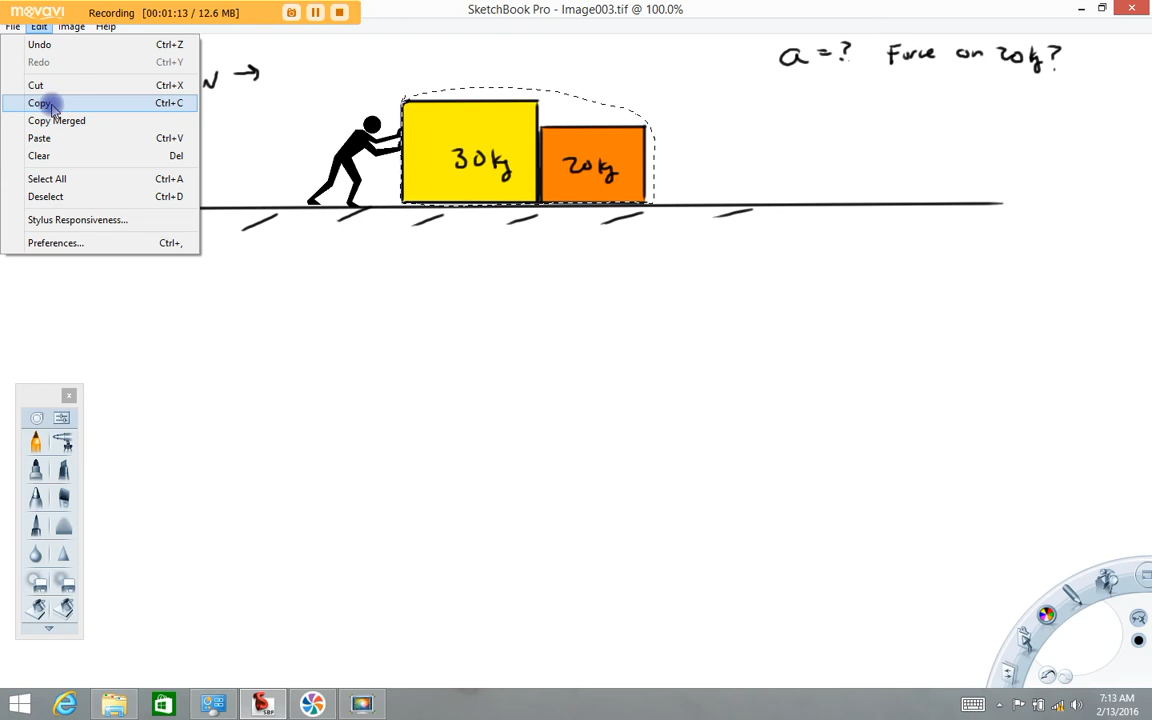 movavi Recording [00:01:13 / 12.6 MB]
SketchBook Pro - Image003.tif @ 100.0%
File Edit Image Help
Undo Ctrl+Z
Redo Ctrl+Y
Cut Ctrl+X
Copy Ctrl+C
Copy Merged
Paste Ctrl+V
Clear Del
Select All Ctrl+A
Deselect Ctrl+D
Stylus Responsiveness...
Preferences... Ctrl+,
N →
a = ? Force on 20kg?
30kg
20kg
SBP
7:13 AM
2/13/2016